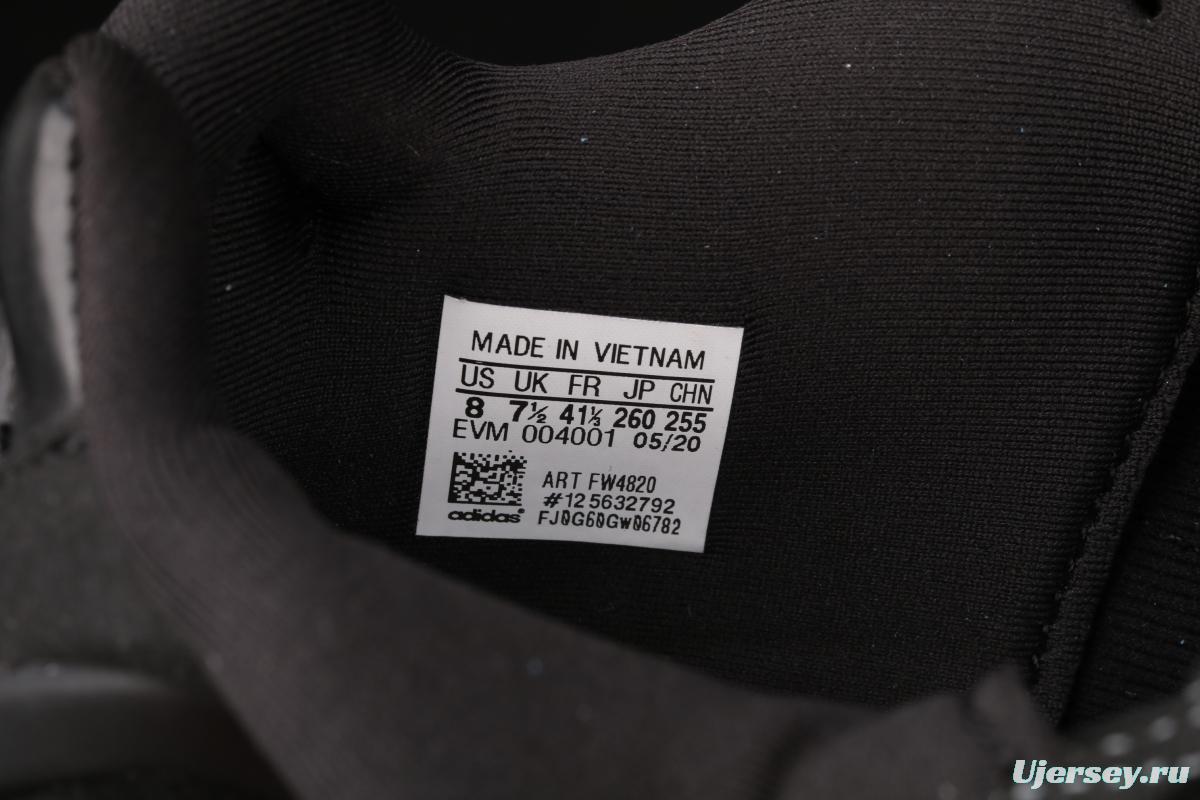 MADE IN VIETNAM
US UK FR JP CHN
8 7½ 41⅓ 260 255
EVM 004001 05/20
ART FW4820
#125632792
adidas
FJ0G60Gw06782
Ujersey.ru